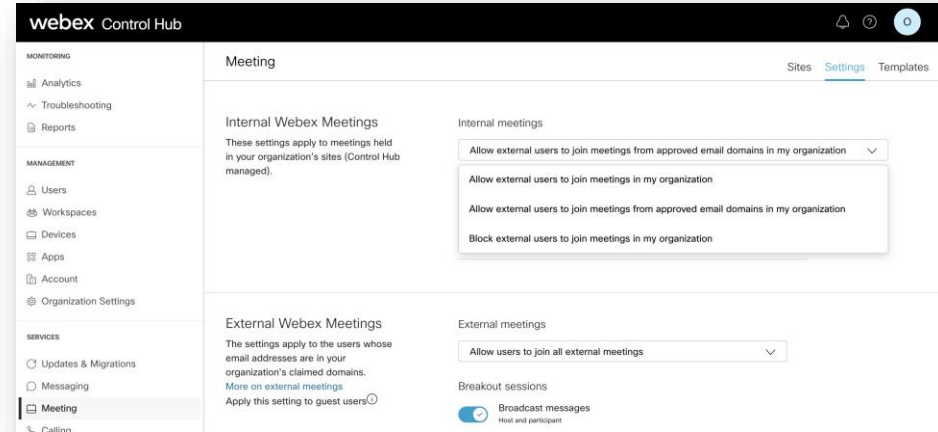 webex Control Hub
O
MONITORING
Analytics
Troubleshooting
Reports
MANAGEMENT
Users
Workspaces
Devices
Apps
Account
Organization Settings
SERVICES
Updates & Migrations
Messaging
Meeting
Calling
Meeting
Sites Settings Templates
Internal Webex Meetings
These settings apply to meetings held
in your organization's sites (Control Hub
managed).
Internal meetings
Allow external users to join meetings from approved email domains in my organization
Allow external users to join meetings in my organization
Allow external users to join meetings from approved email domains in my organization
Block external users to join meetings in my organization
External Webex Meetings
The settings apply to the users whose
email addresses are in your
organization's claimed domains.
More on external meetings
Apply this setting to guest users
External meetings
Allow users to join all external meetings
Breakout sessions
Broadcast messages
Host and participant